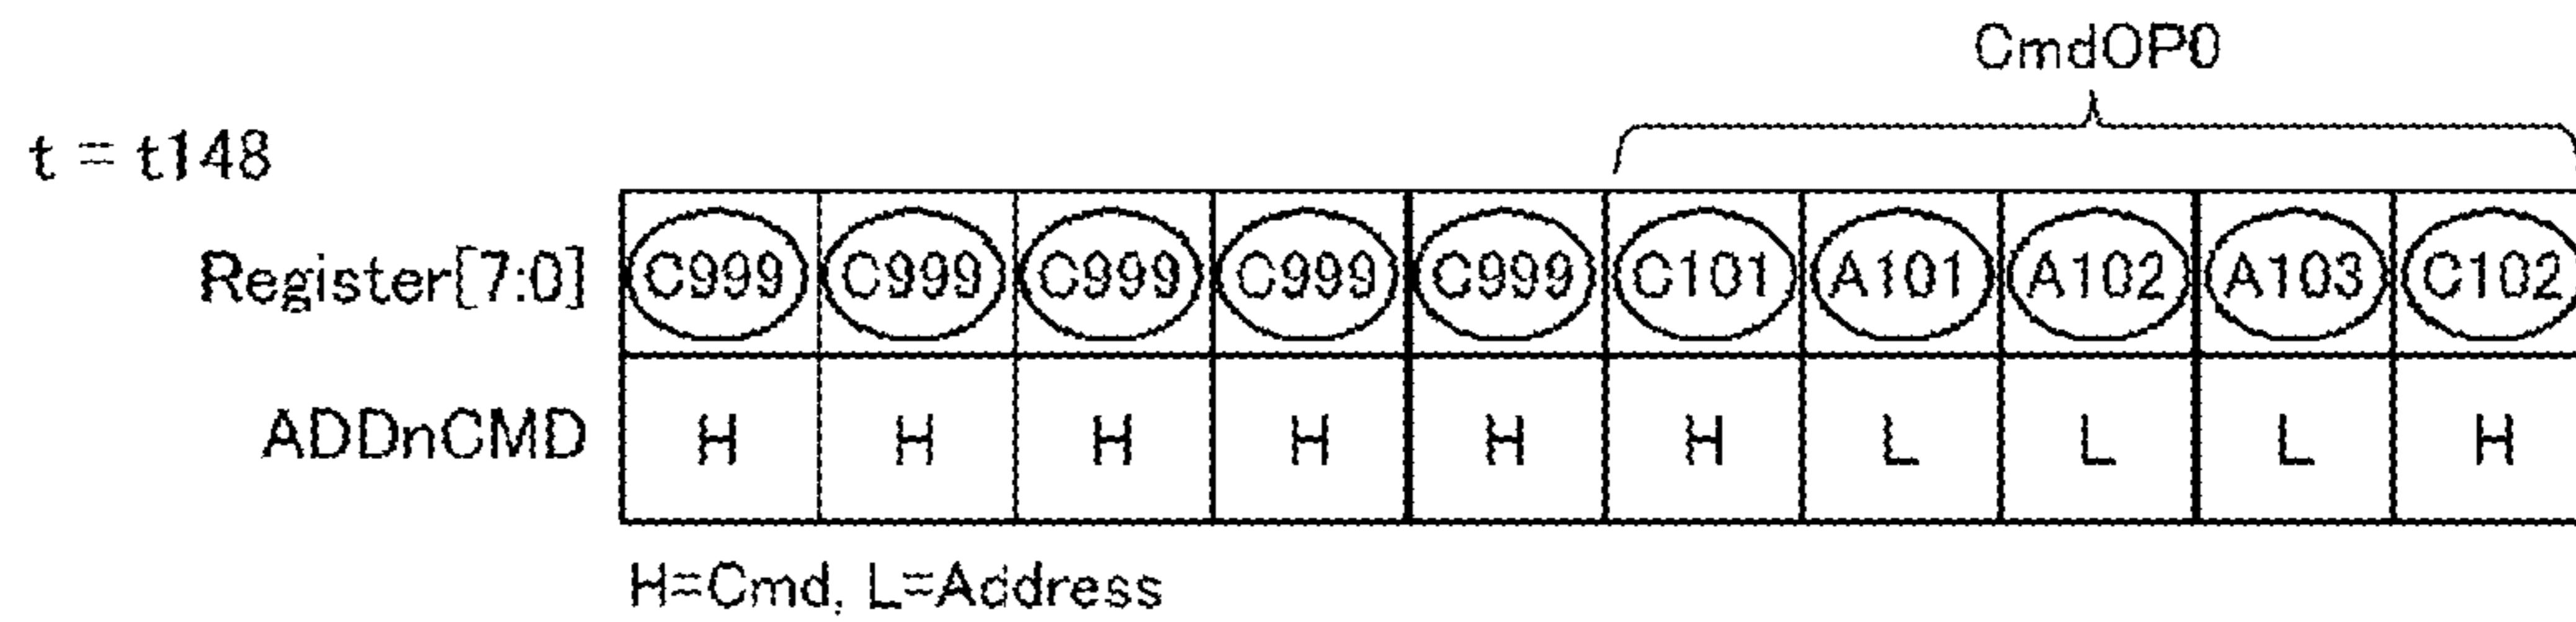 CmdOP0
t = t148
Register[7:0] C999 C999 C999 C999 C999 C101 A101 A102 A103 C102
ADDnCMD H H H H H H L L L H
H=Cmd, L=Address